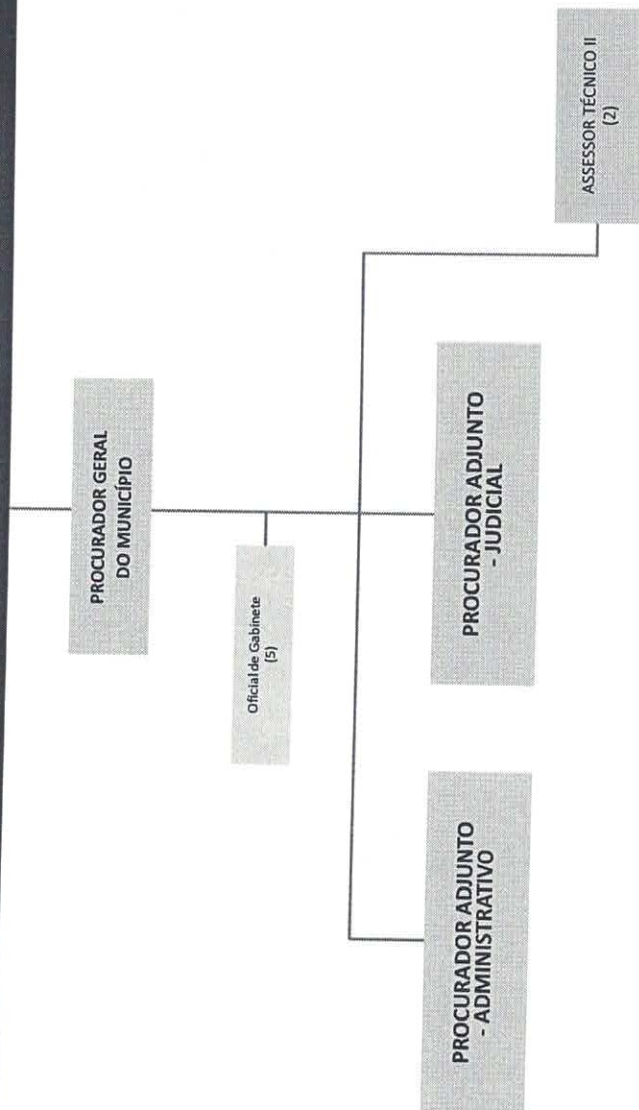 PROCURADOR GERAL
DO MUNICÍPIO
Oficial de Gabinete
(5)
PROCURADOR ADJUNTO
- ADMINISTRATIVO
PROCURADOR ADJUNTO
- JUDICIAL
ASSESSOR TÉCNICO II
(2)